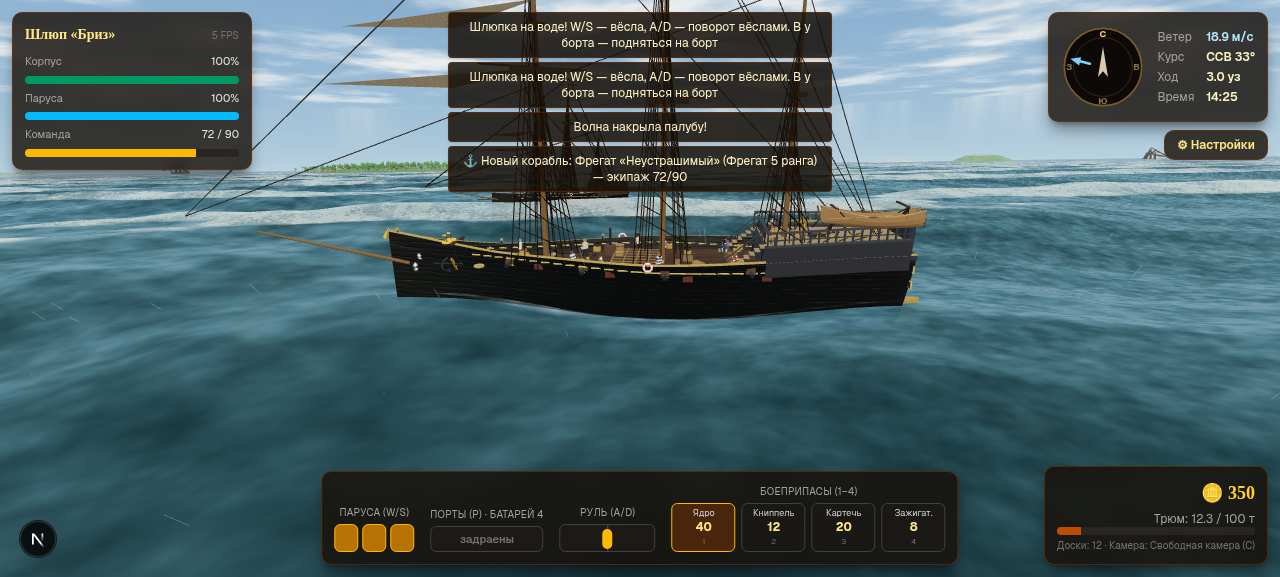 Шлюп «Бриз»
5 FPS
Корпус 100%
Паруса 100%
Команда 72 / 90
Шлюпка на воде! W/S — вёсла, A/D — поворот вёслами. В у
борта — подняться на борт
Шлюпка на воде! W/S — вёсла, A/D — поворот вёслами. В у
борта — подняться на борт
Волна накрыла палубу!
⚓ Новый корабль: Фрегат «Неустрашимый» (Фрегат 5 ранга)
— экипаж 72/90
С
З
В
Ю
Ветер 18.9 м/с
Курс ССВ 33°
Ход 3.0 уз
Время 14:25
⚙ Настройки
ПАРУСА (W/S)
ПОРТЫ (P) · БАТАРЕЙ 4
задраены
РУЛЬ (A/D)
БОЕПРИПАСЫ (1–4)
Ядро
40
1
Книппель
12
2
Картечь
20
3
Зажигат.
8
4
🪙 350
Трюм: 12.3 / 100 т
Доски: 12 · Камера: Свободная камера (C)
N